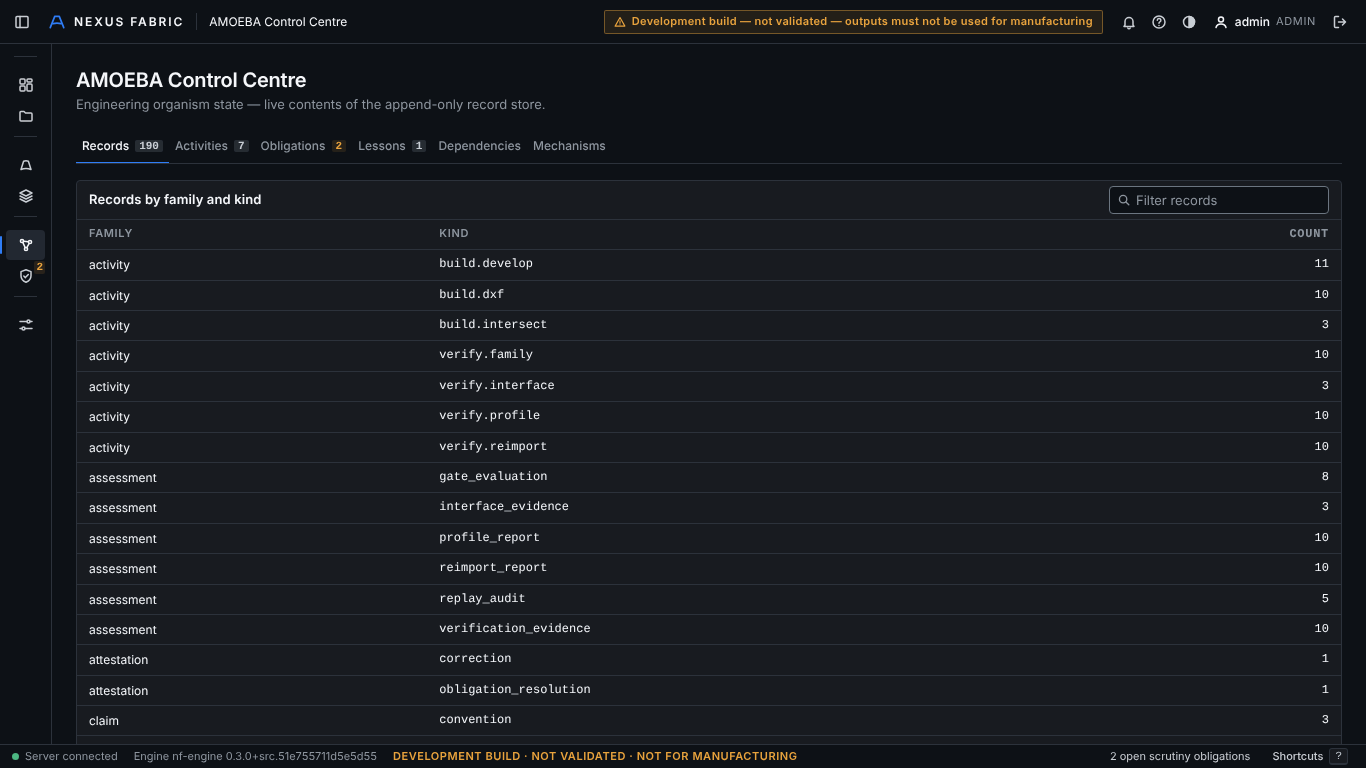 NEXUS FABRIC AMOEBA Control Centre Development build — not validated — outputs must not be used for manufacturing admin ADMIN
AMOEBA Control Centre
Engineering organism state — live contents of the append-only record store.
Records 190 Activities 7 Obligations 2 Lessons 1 Dependencies Mechanisms
Records by family and kind Filter records
FAMILY KIND COUNT
activity build.develop 11
activity build.dxf 10
activity build.intersect 3
activity verify.family 10
2
activity verify.interface 3
activity verify.profile 10
activity verify.reimport 10
assessment gate_evaluation 8
assessment interface_evidence 3
assessment profile_report 10
assessment reimport_report 10
assessment replay_audit 5
assessment verification_evidence 10
attestation correction 1
attestation obligation_resolution 1
claim convention 3
Server connected Engine nf-engine 0.3.0+src.51e755711d5e5d55 DEVELOPMENT BUILD · NOT VALIDATED · NOT FOR MANUFACTURING 2 open scrutiny obligations Shortcuts ?